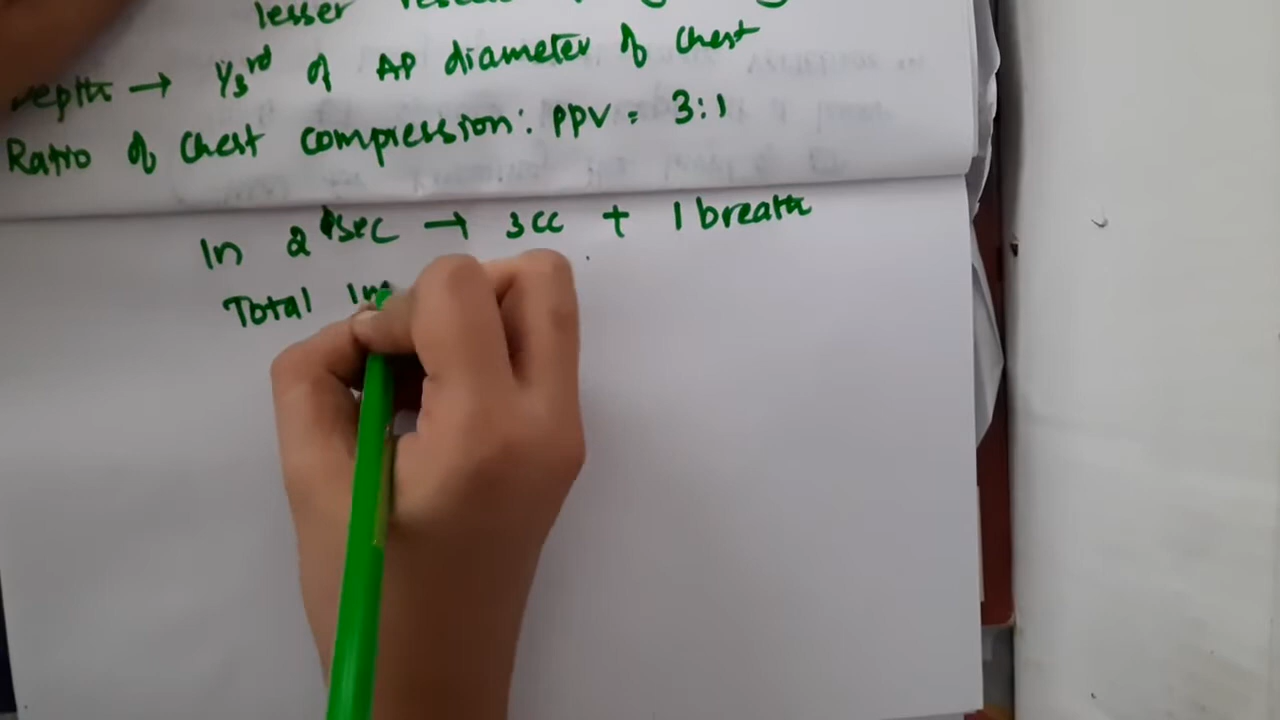 lesser
Depth → 1/3rd of AP diameter of chest
Ratio of chest compression: PPV = 3:1
In 2 sec → 3CC + 1 breath
Total